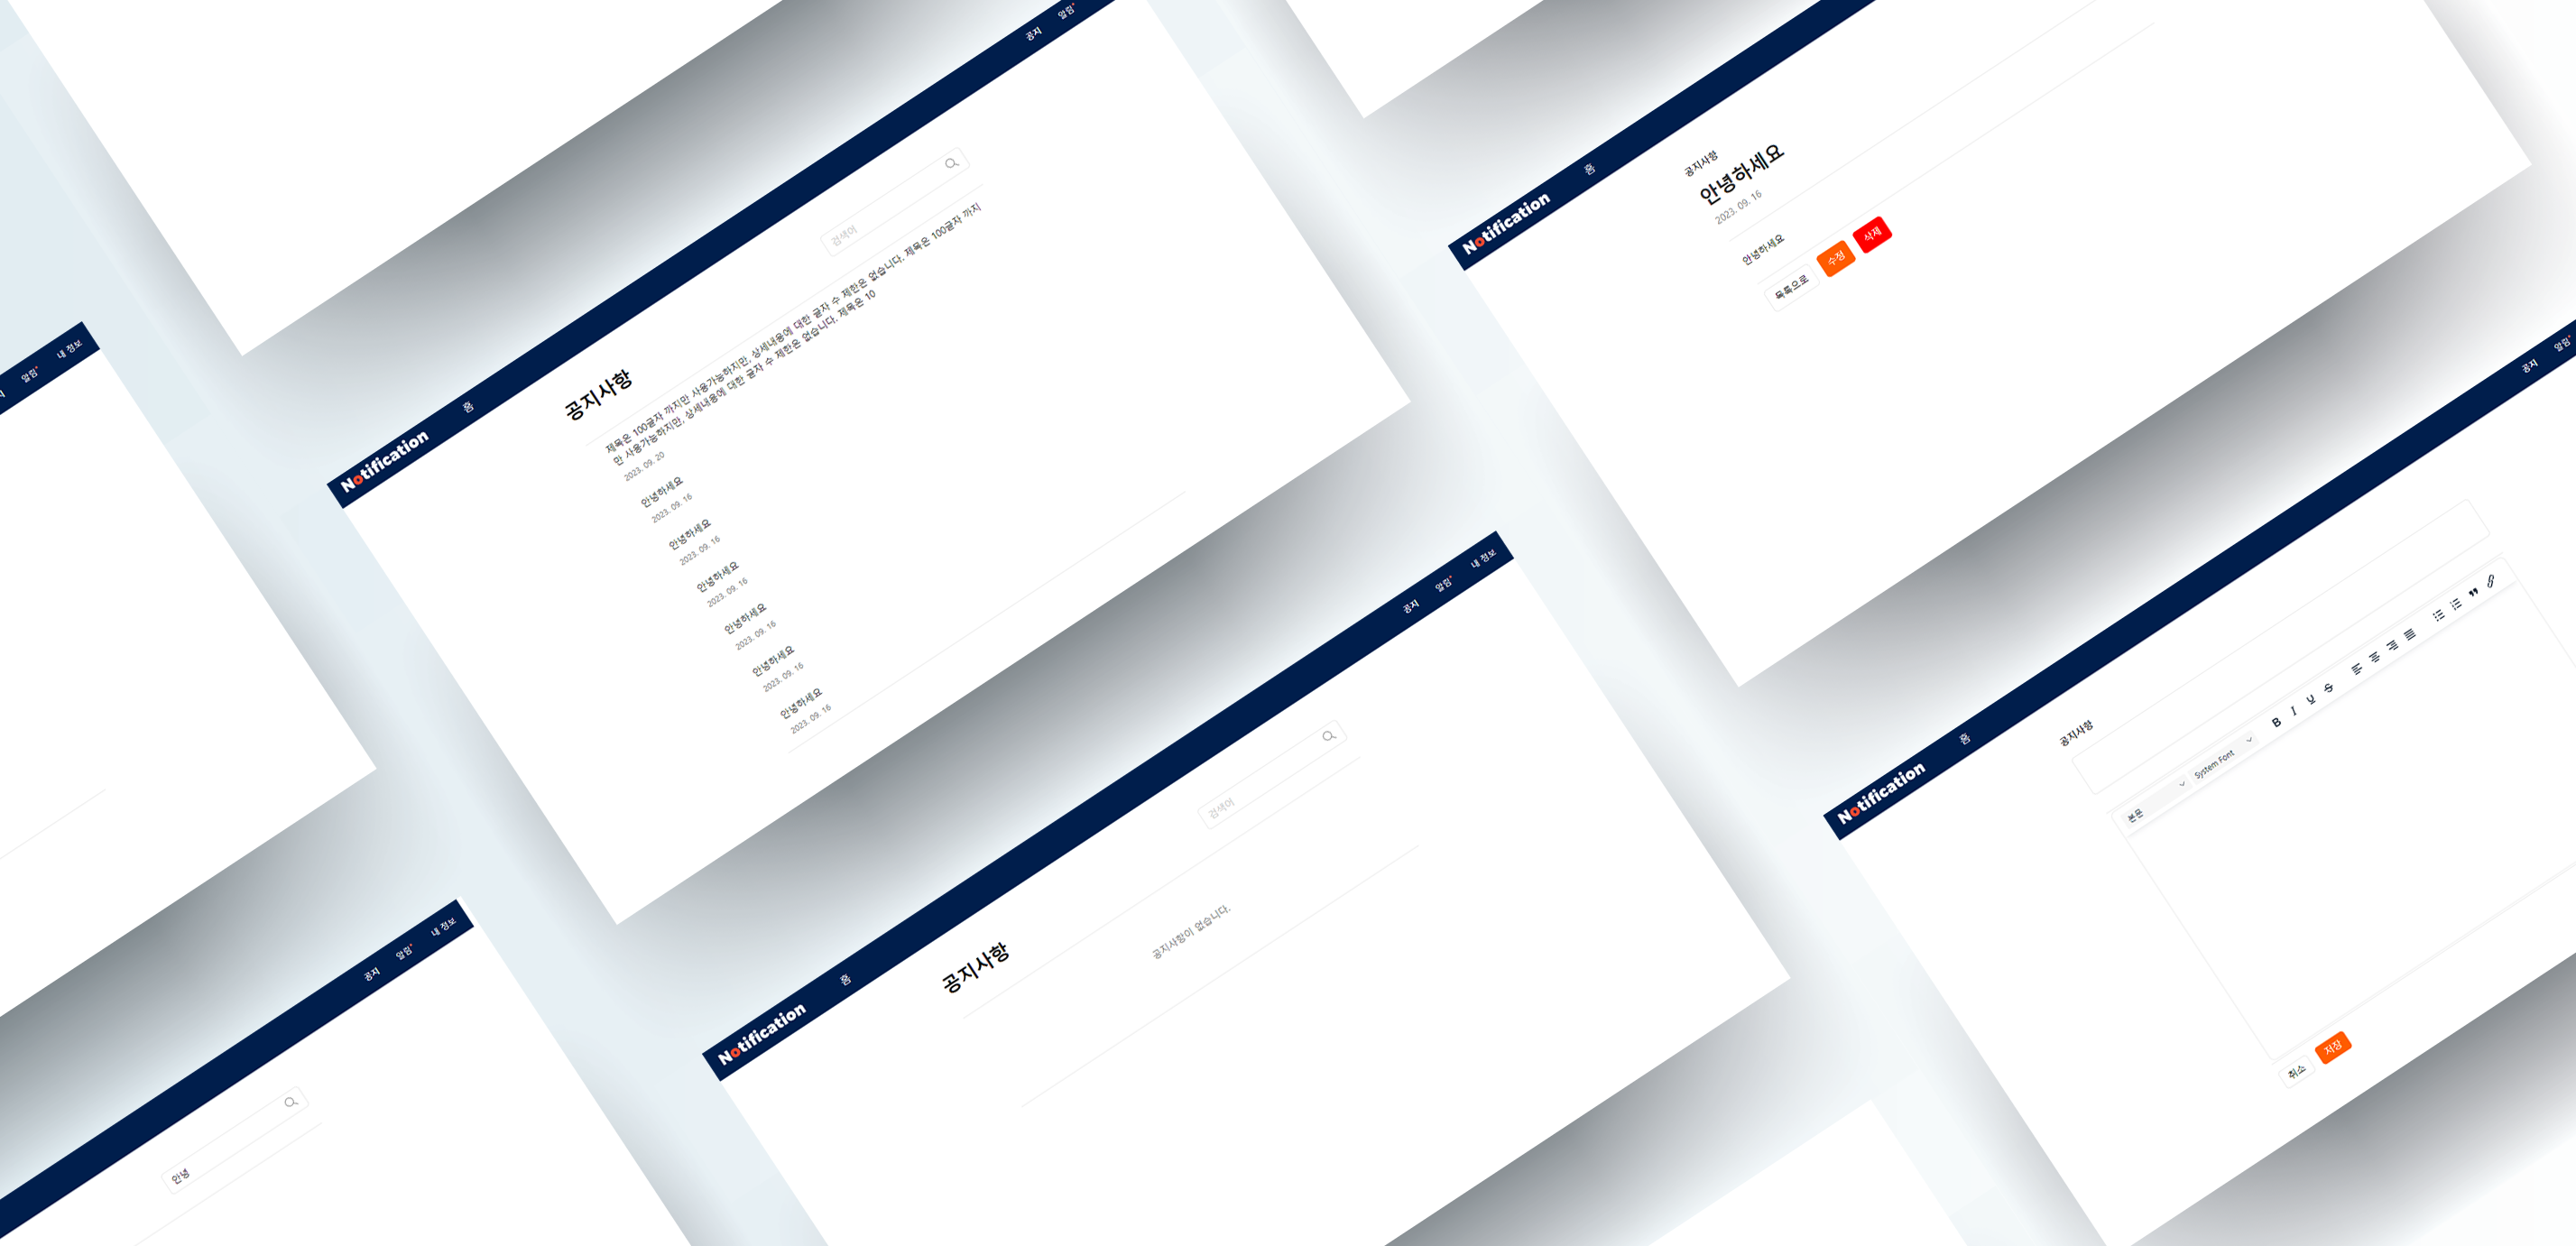 알림
내 정보
공지
알림
내 정보
안녕
공지
알림
Notification
홈
공지사항
검색어
제목은 100글자 까지만 사용가능하지만, 상세내용에 대한 글자 수 제한은 없습니다. 제목은 100글자 까지
만 사용가능하지만, 상세내용에 대한 글자 수 제한은 없습니다. 제목은 10
2023. 09. 20
안녕하세요
2023. 09. 16
안녕하세요
2023. 09. 16
안녕하세요
2023. 09. 16
안녕하세요
2023. 09. 16
안녕하세요
2023. 09. 16
안녕하세요
2023. 09. 16
Notification
홈
공지
알림
내 정보
공지사항
검색어
공지사항이 없습니다.
Notification
홈
공지사항
안녕하세요
2023. 09. 16
안녕하세요
목록으로
수정
삭제
Notification
홈
공지
알림
공지사항
본문
System Font
B I U S
취소
저장